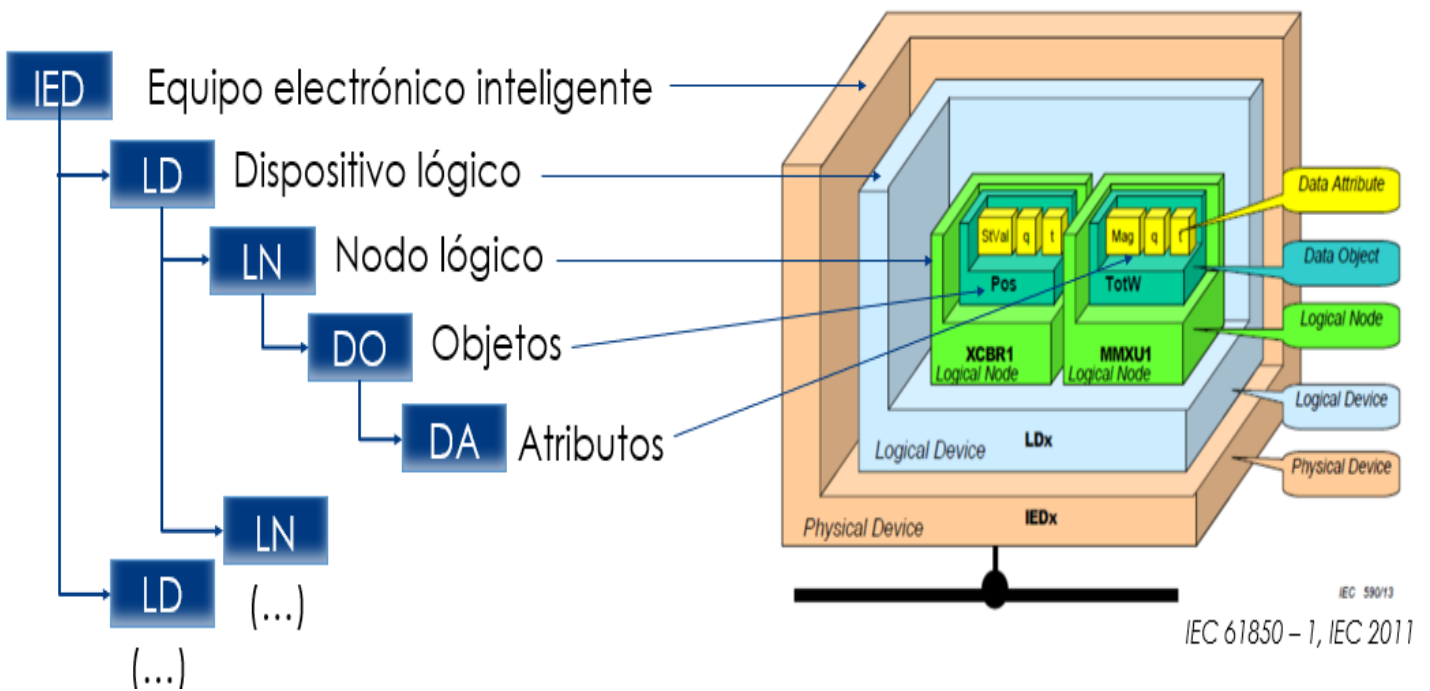 IED
Equipo electrónico inteligente
LD
Dispositivo lógico
LN
Nodo lógico
DO
Objetos
DA
Atributos
LN
(...)
LD
(...)
StVal
q
t
Pos
XCBR1
Logical Node
Mag
q
t
TotW
MMXU1
Logical Node
Logical Device
LDx
Physical Device
IEDx
Data Attribute
Data Object
Logical Node
Logical Device
Physical Device
IEC 590/13
IEC 61850 – 1, IEC 2011